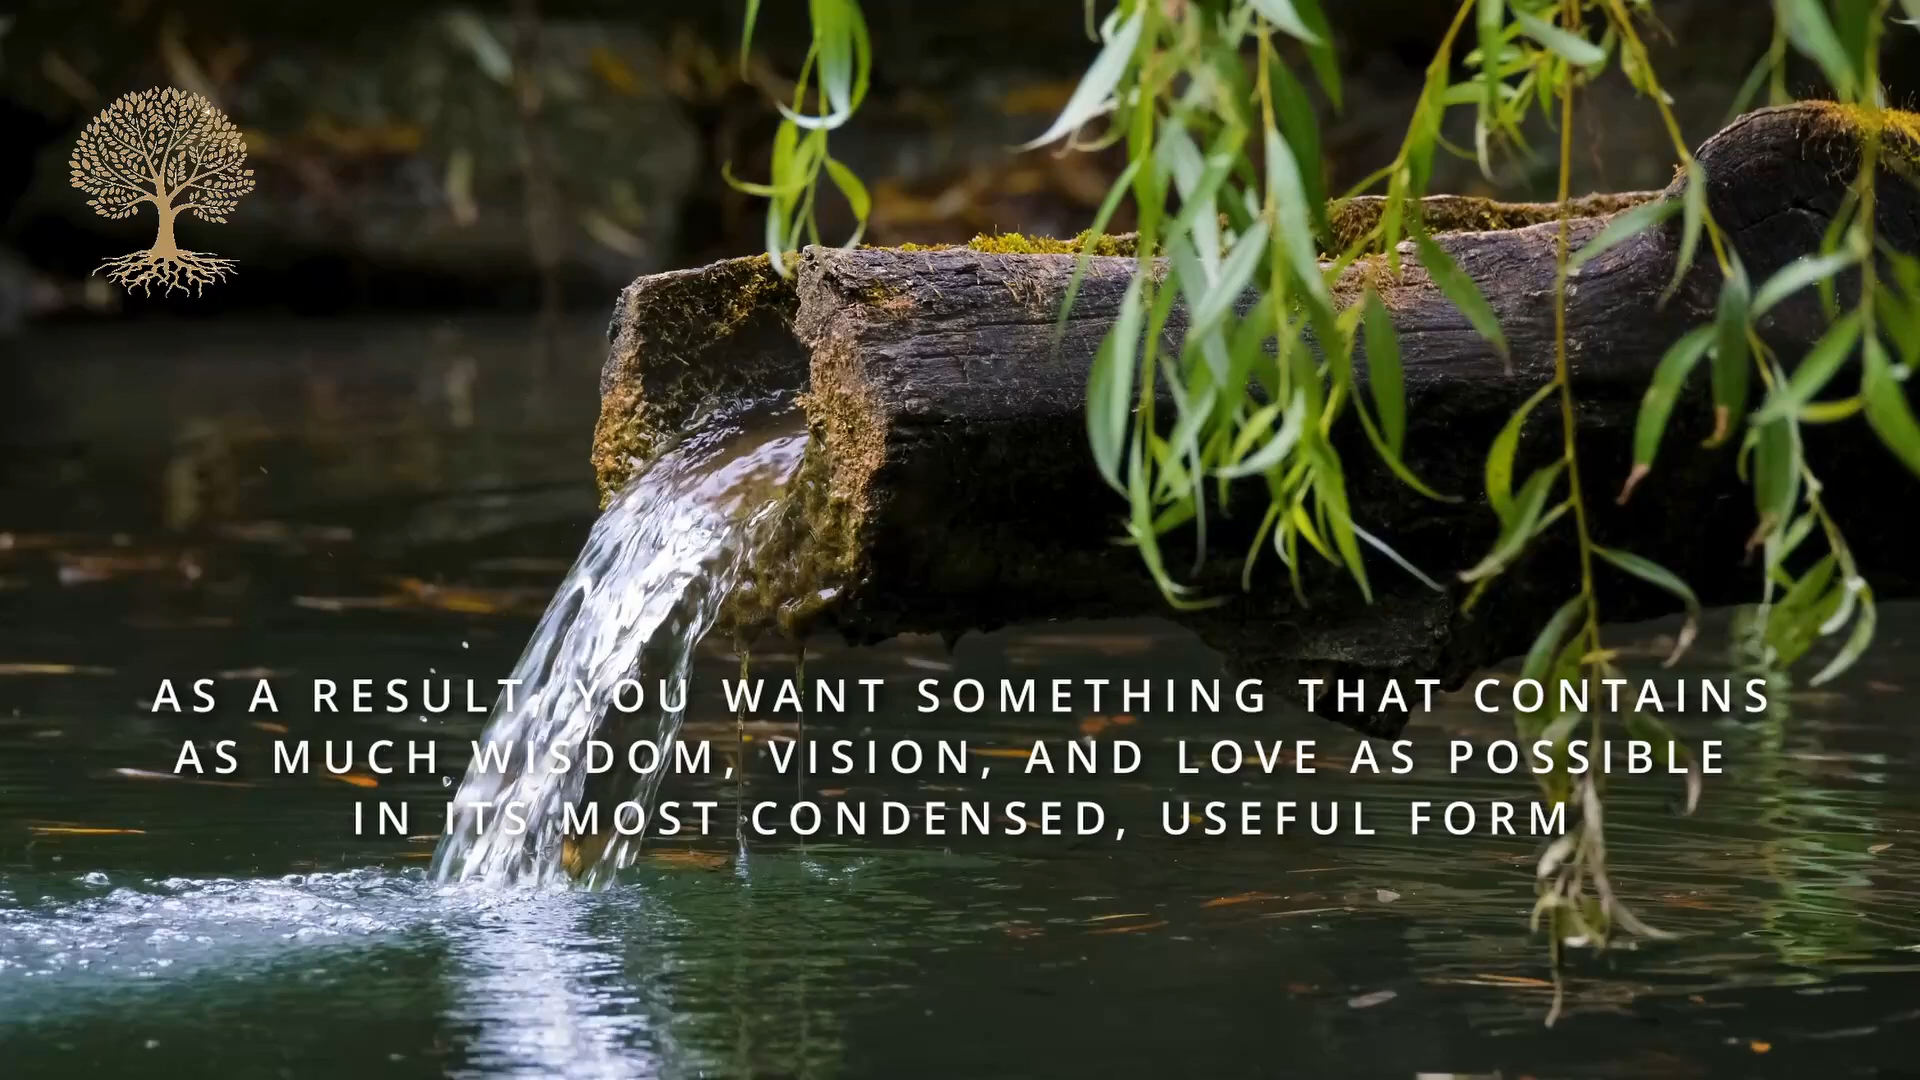 AS A RESULT, YOU WANT SOMETHING THAT CONTAINS
AS MUCH WISDOM, VISION, AND LOVE AS POSSIBLE
IN ITS MOST CONDENSED, USEFUL FORM